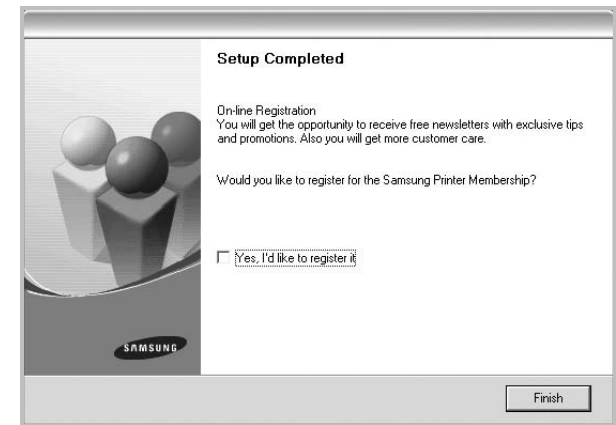 Setup Completed
On-line Registration
You will get the opportunity to receive free newsletters with exclusive tips
and promotions. Also you will get more customer care.
Would you like to register for the Samsung Printer Membership?
Yes, I'd like to register it
SAMSUNG
Finish